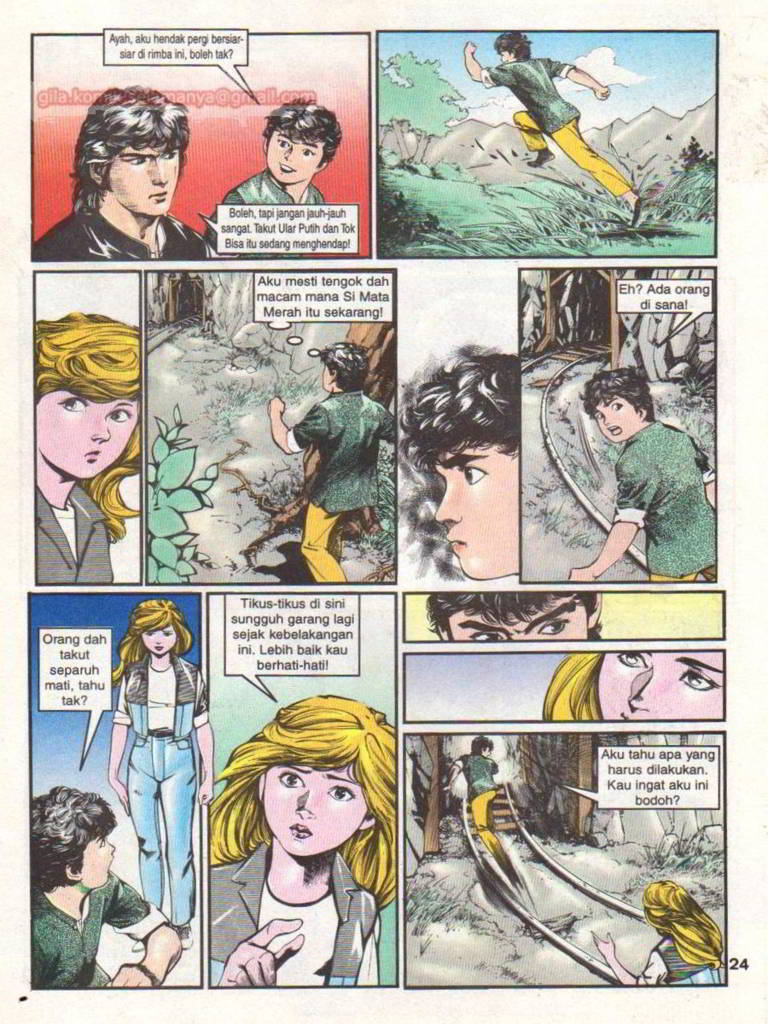 Ayah, aku hendak pergi bersiar-
siar di rimba ini, boleh tak?
Boleh, tapi jangan jauh-jauh
sangat. Takut Ular Putih dan Tok
Bisa itu sedang menghendap!
Aku mesti tengok dah
macam mana Si Mata
Merah itu sekarang!
Eh? Ada orang
di sana!
Orang dah
takut
separuh
mati, tahu
tak?
Tikus-tikus di sini
sungguh garang lagi
sejak kebelakangan
ini. Lebih baik kau
berhati-hati!
Aku tahu apa yang
harus dilakukan.
Kau ingat aku ini
bodoh?
24